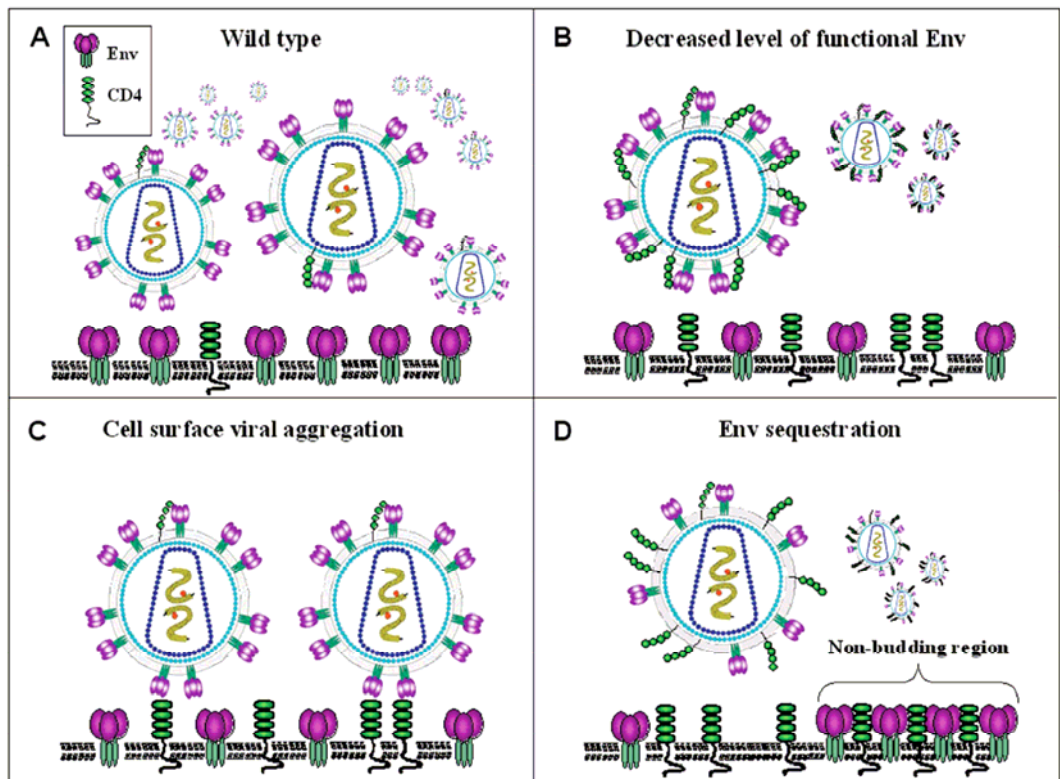 A
Wild type
Env
CD4
B
Decreased level of functional Env
C
Cell surface viral aggregation
D
Env sequestration
Non-budding region